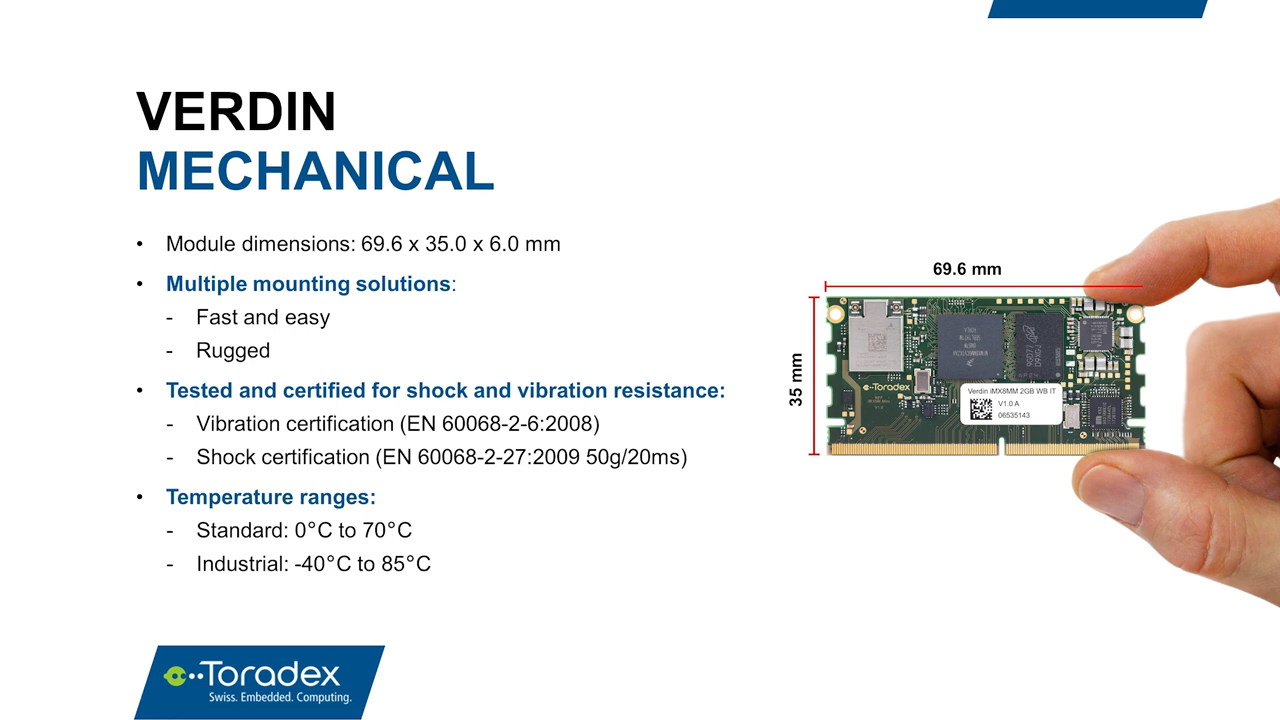 VERDIN
MECHANICAL
• Module dimensions: 69.6 x 35.0 x 6.0 mm
• Multiple mounting solutions:
- Fast and easy
- Rugged
• Tested and certified for shock and vibration resistance:
- Vibration certification (EN 60068-2-6:2008)
- Shock certification (EN 60068-2-27:2009 50g/20ms)
• Temperature ranges:
- Standard: 0°C to 70°C
- Industrial: -40°C to 85°C
69.6 mm
35 mm
Toradex
Verdin iMX8MM 2GB WB IT
V1.0 A
06535143
Toradex
Swiss. Embedded. Computing.